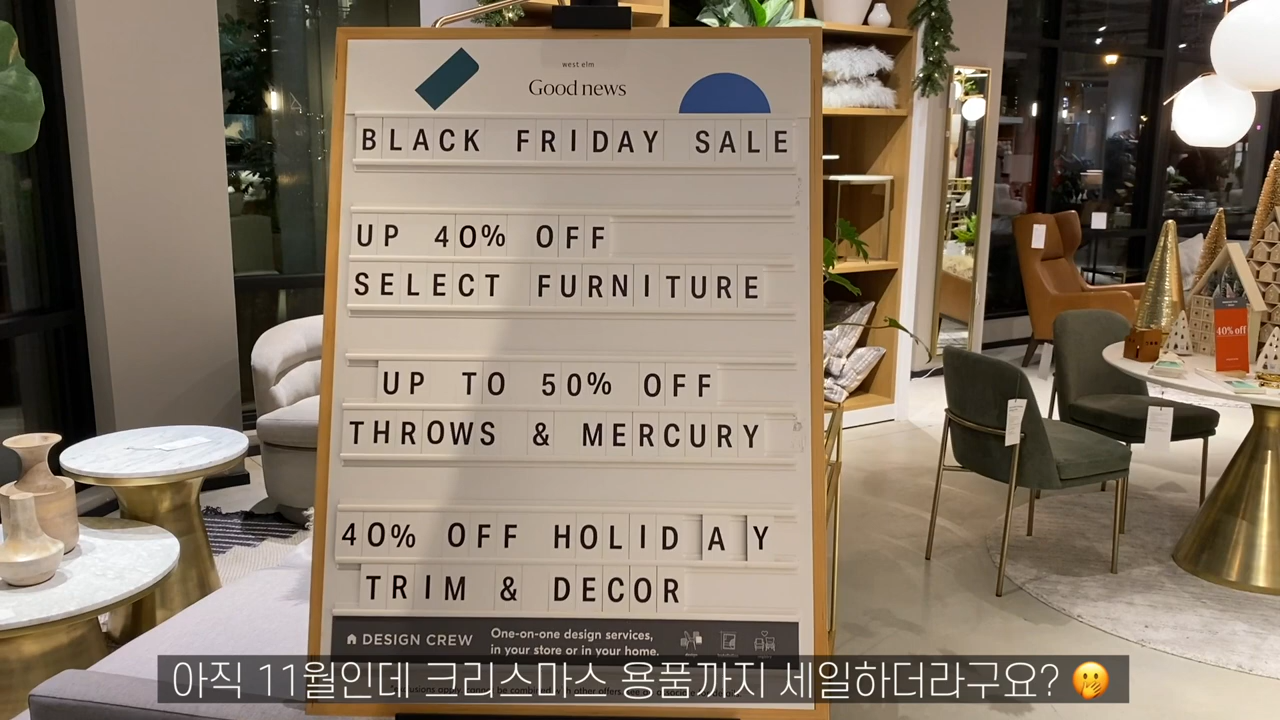 west elm
Good news
BLACK FRIDAY SALE
UP 40% OFF
SELECT FURNITURE
UP TO 50% OFF
THROWS & MERCURY
40% OFF HOLIDAY
TRIM & DECOR
DESIGN CREW
One-on-one design services,
in your store or in your home.
40% off
아직 11월인데 크리스마스 용품까지 세일하더라구요? 🤭